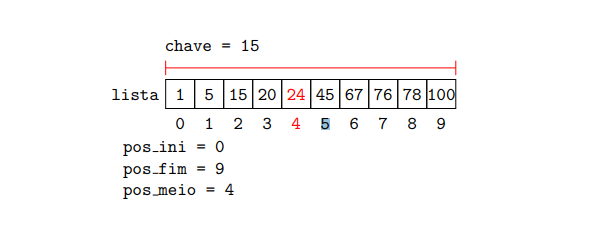 chave = 15
lista 1 5 15 20 24 45 67 76 78 100
0 1 2 3 4 5 6 7 8 9
pos_ini = 0
pos_fim = 9
pos_meio = 4